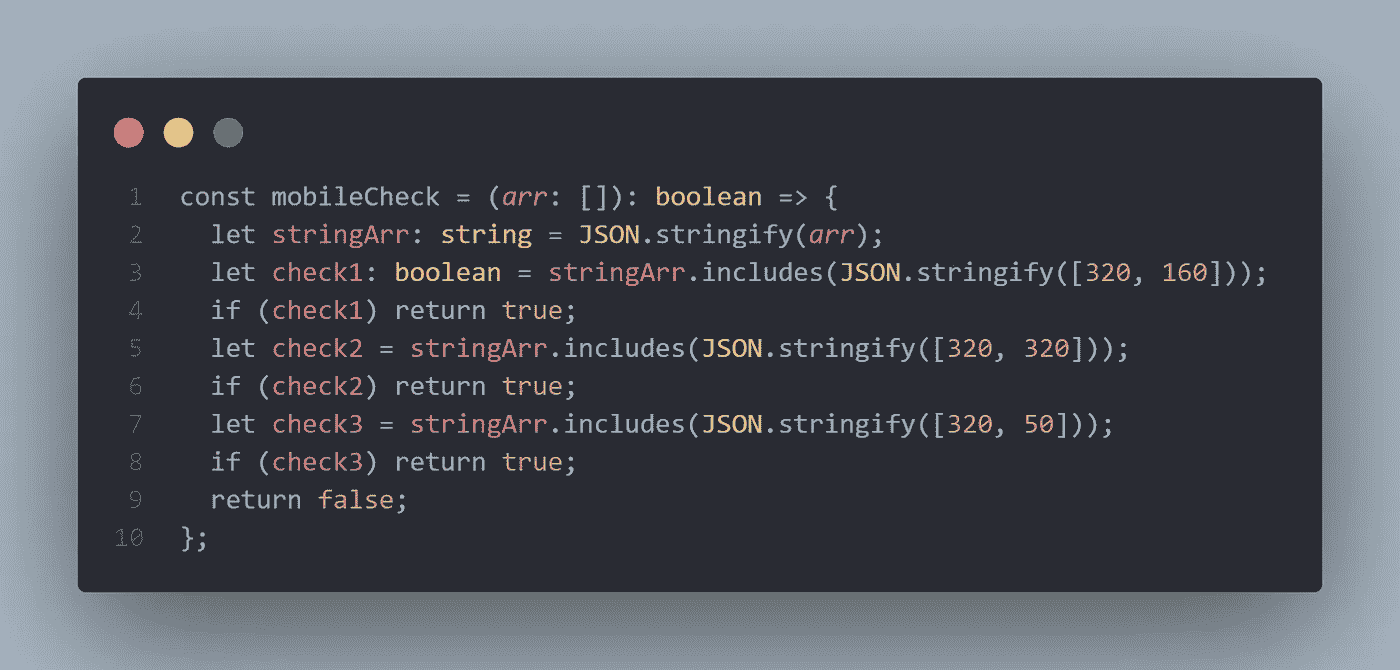 1 const mobileCheck = (arr: []): boolean => {
2 let stringArr: string = JSON.stringify(arr);
3 let check1: boolean = stringArr.includes(JSON.stringify([320, 160]));
4 if (check1) return true;
5 let check2 = stringArr.includes(JSON.stringify([320, 320]));
6 if (check2) return true;
7 let check3 = stringArr.includes(JSON.stringify([320, 50]));
8 if (check3) return true;
9 return false;
10 };